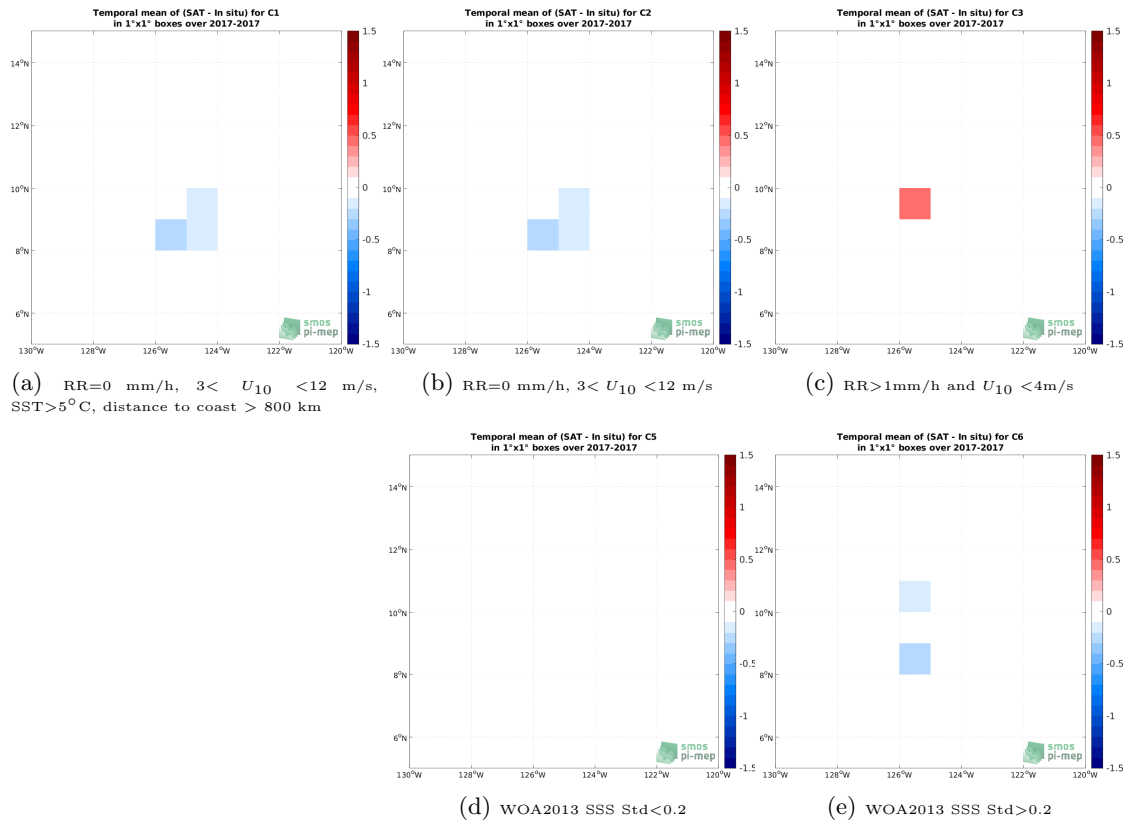 Temporal mean of (SAT - In situ) for C1
in 1°x1° boxes over 2017-2017
1.5
1
0.5
0
-0.5
-1
-1.5
14°N
12°N
10°N
8°N
6°N
130°W
128°W
126°W
124°W
122°W
120°W
smos
pi-mep
(a) RR=0 mm/h, 3< U10 <12 m/s,
SST>5°C, distance to coast > 800 km
Temporal mean of (SAT - In situ) for C2
in 1°x1° boxes over 2017-2017
1.5
1
0.5
0
-0.5
-1
-1.5
14°N
12°N
10°N
8°N
6°N
130°W
128°W
126°W
124°W
122°W
120°W
smos
pi-mep
(b) RR=0 mm/h, 3< U10 <12 m/s
Temporal mean of (SAT - In situ) for C3
in 1°x1° boxes over 2017-2017
1.5
1
0.5
0
-0.5
-1
-1.5
14°N
12°N
10°N
8°N
6°N
130°W
128°W
126°W
124°W
122°W
120°W
smos
pi-mep
(c) RR>1mm/h and U10 <4m/s
Temporal mean of (SAT - In situ) for C5
in 1°x1° boxes over 2017-2017
1.5
1
0.5
0
-0.5
-1
-1.5
14°N
12°N
10°N
8°N
6°N
130°W
128°W
126°W
124°W
122°W
120°W
smos
pi-mep
(d) WOA2013 SSS Std<0.2
Temporal mean of (SAT - In situ) for C6
in 1°x1° boxes over 2017-2017
1.5
1
0.5
0
-0.5
-1
-1.5
14°N
12°N
10°N
8°N
6°N
130°W
128°W
126°W
124°W
122°W
120°W
smos
pi-mep
(e) WOA2013 SSS Std>0.2